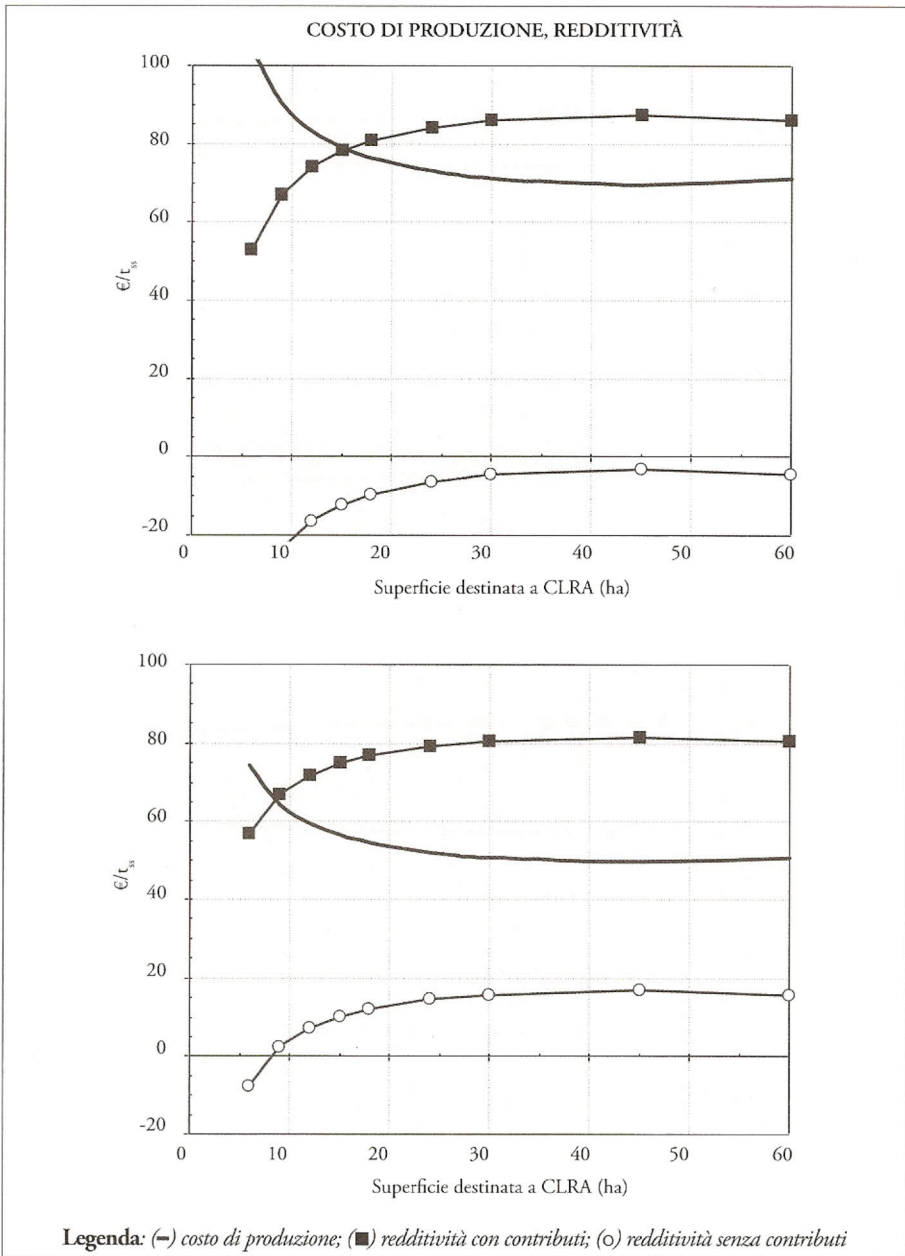 COSTO DI PRODUZIONE, REDDITIVITÀ
100
80
60
40
20
0
-20
€/t_ss
0 10 20 30 40 50 60
Superficie destinata a CLRA (ha)
100
80
60
40
20
0
-20
€/t_ss
0 10 20 30 40 50 60
Superficie destinata a CLRA (ha)
Legenda: (–) costo di produzione; (■) redditività con contributi; (○) redditività senza contributi